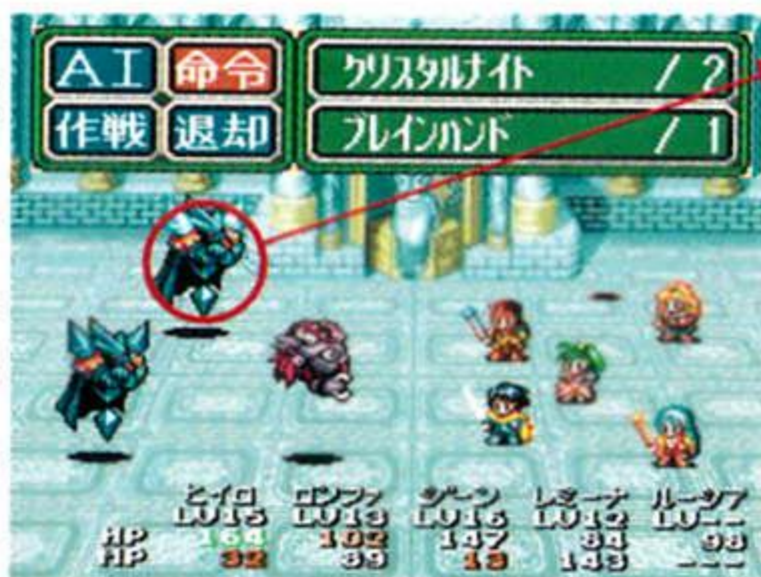 AI 命令 クリスタルナイト / 2
作戦 退却 ブレインハンド / 1
ヒイロ ロンファ ジーン レミーナ ルーシア
LV15 LV13 LV16 LV12 LV--
HP 164 102 147 84 98
MP 32 89 13 143 ---